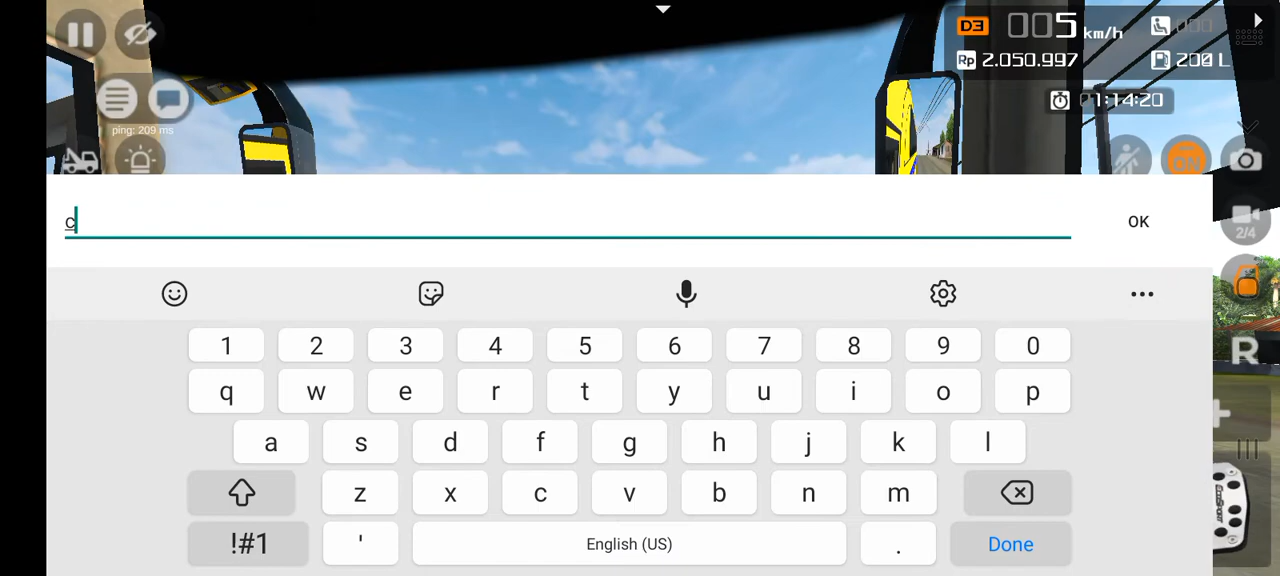 D3 005 km/h 000
Rp 2.050.997 200 L
01:14:20
ping: 209 ms
ON
c OK
2/4
1 2 3 4 5 6 7 8 9 0
q w e r t y u i o p
R
a s d f g h j k l
z x c v b n m
!#1 ' English (US) . Done